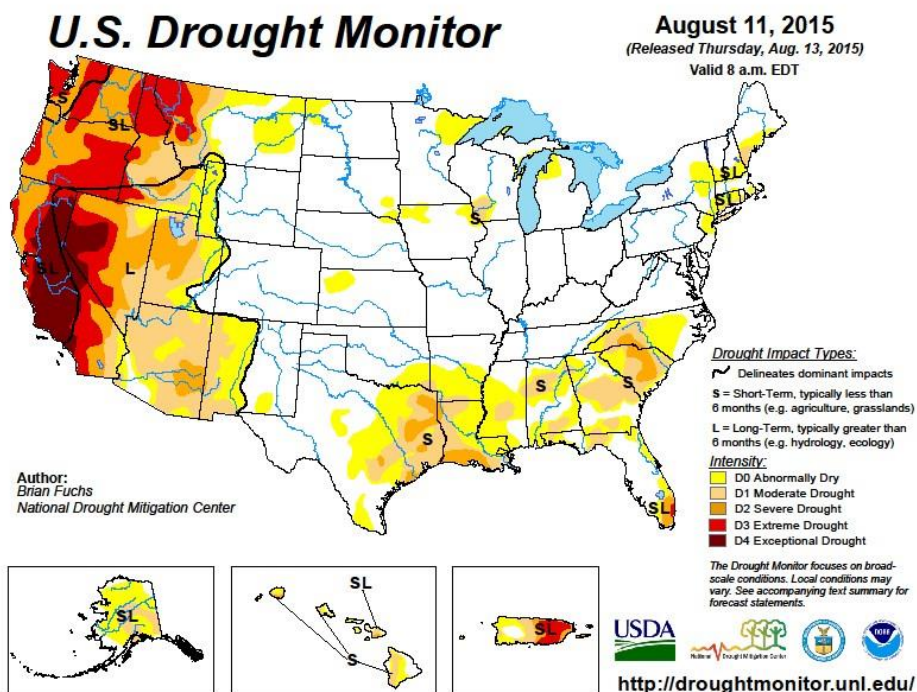 U.S. Drought Monitor
August 11, 2015
(Released Thursday, Aug. 13, 2015)
Valid 8 a.m. EDT
S
SL
SL
L
S
SL
SL
S
S
S
SL
Drought Impact Types:
Delineates dominant impacts
S = Short-Term, typically less than
6 months (e.g. agriculture, grasslands)
L = Long-Term, typically greater than
6 months (e.g. hydrology, ecology)
Intensity:
D0 Abnormally Dry
D1 Moderate Drought
D2 Severe Drought
D3 Extreme Drought
D4 Exceptional Drought
Author:
Brian Fuchs
National Drought Mitigation Center
The Drought Monitor focuses on broad-
scale conditions. Local conditions may
vary. See accompanying text summary for
forecast statements.
SL
SL
S
SL
USDA
National Drought Mitigation Center
http://droughtmonitor.unl.edu/